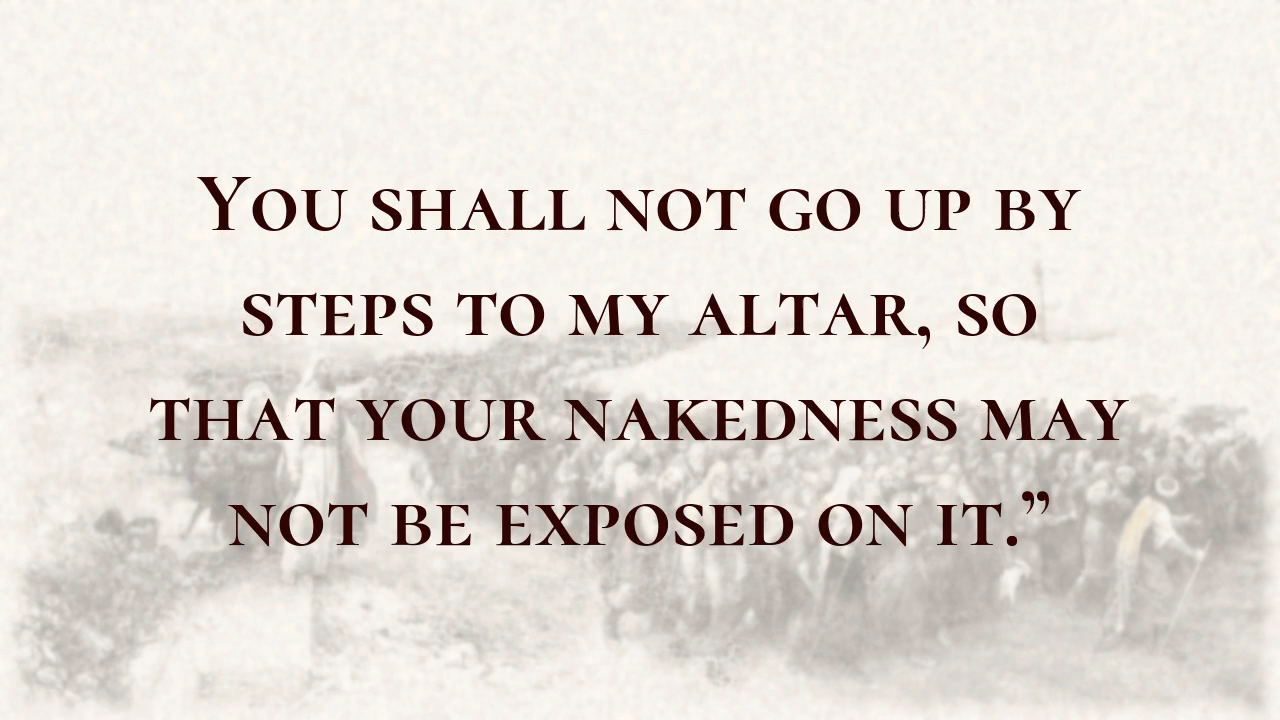 You shall not go up by
steps to my altar, so
that your nakedness may
not be exposed on it.”